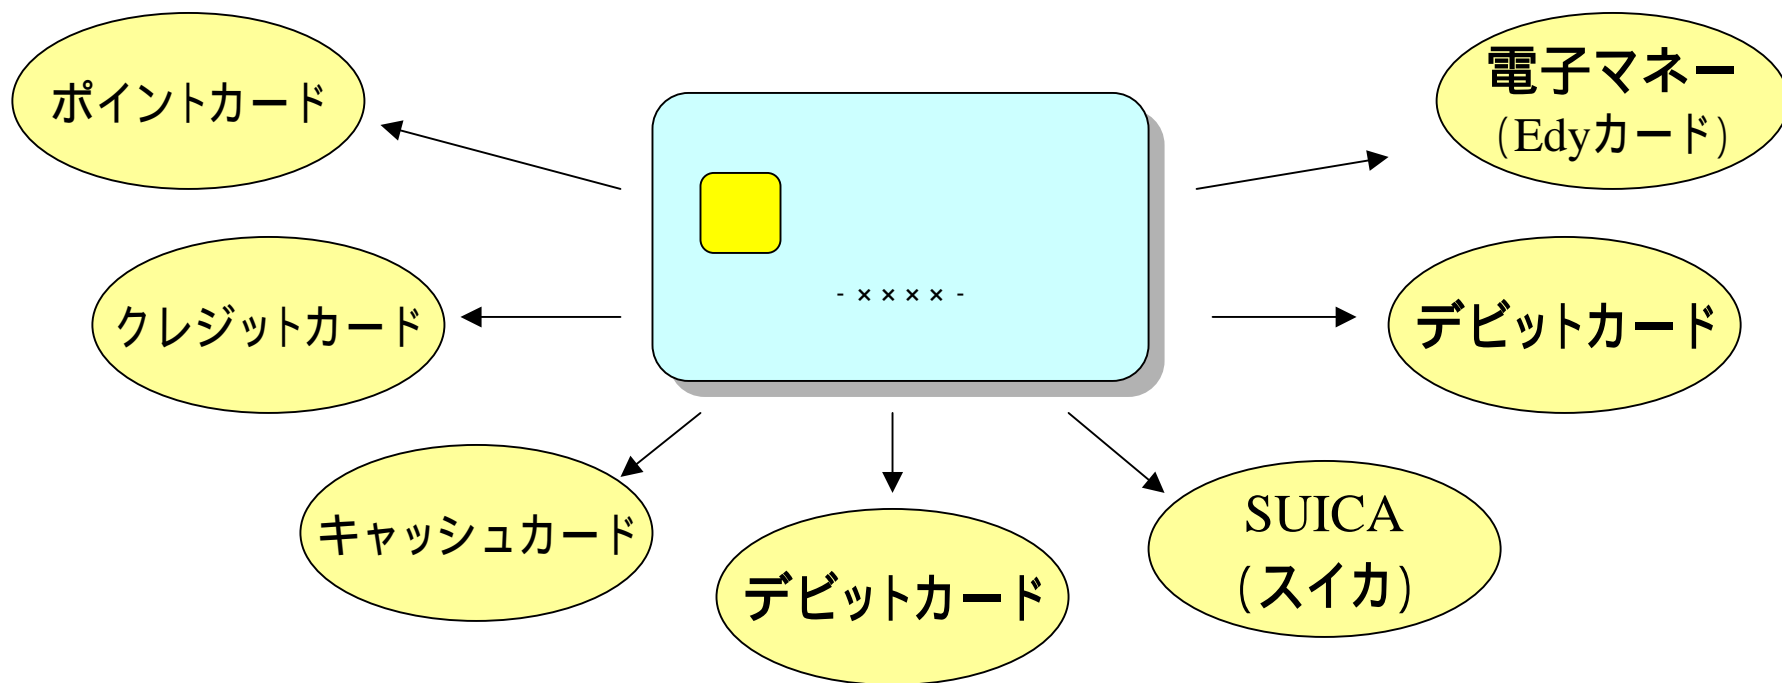 ポイントカード
電子マネー
(Edyカード)
- ×××× -
クレジットカード
デビットカード
キャッシュカード
デビットカード
SUICA
(スイカ)